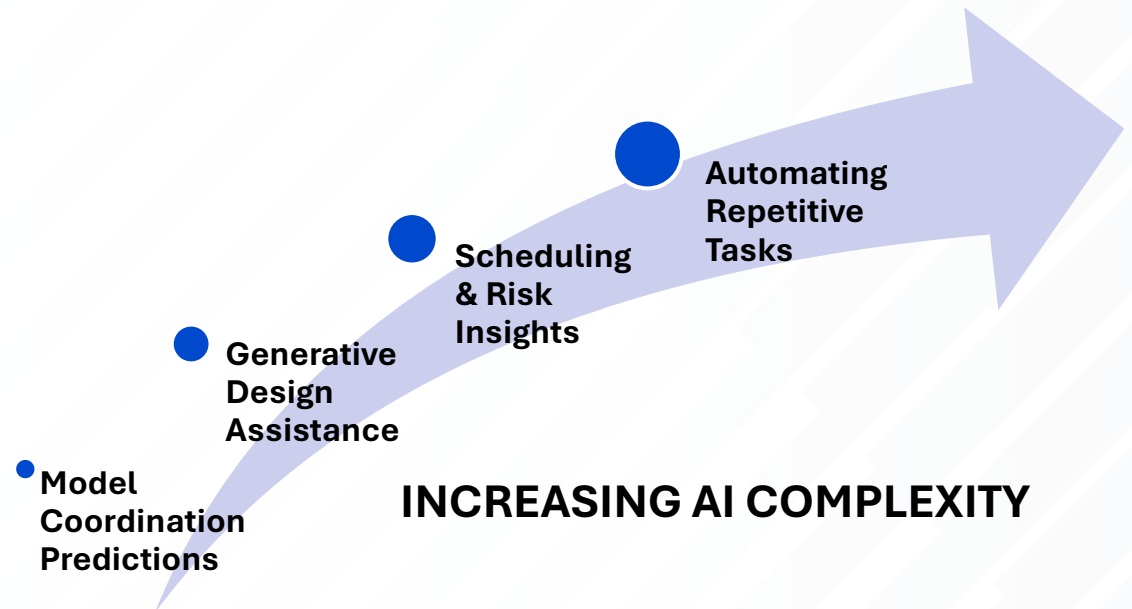 Automating
Repetitive
Tasks
Scheduling
& Risk
Insights
Generative
Design
Assistance
Model
Coordination
Predictions
INCREASING AI COMPLEXITY